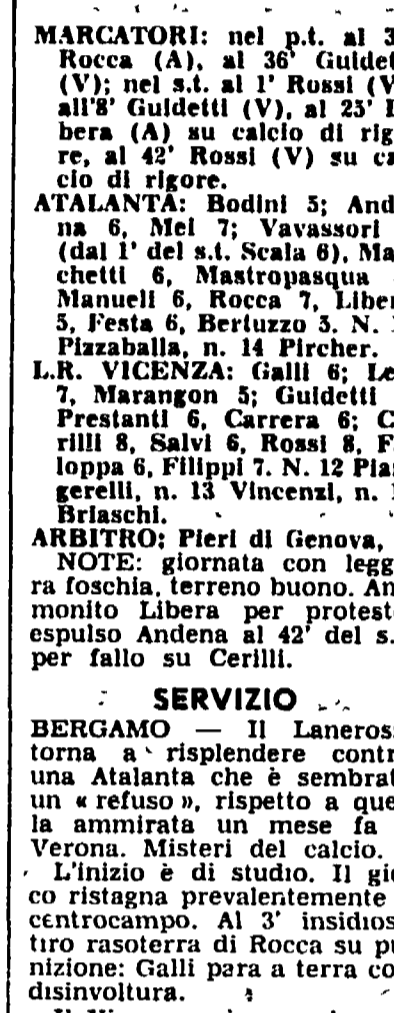 MARCATORI: nel p.t. al 3
Rocca (A), al 36' Guidet
(V); nel s.t. al 1' Rossi (V
all'8' Guidetti (V), al 25' L
bera (A) su calcio di rig
re, al 42' Rossi (V) su ca
cio di rigore.
ATALANTA: Bodini 5; And
na 6, Mei 7; Vavassori
(dal 1' del s.t. Scala 6), Ma
chetti 6, Mastropasqua
Manueli 6, Rocca 7, Liber
5, Festa 6, Bertuzzo 5. N.
Pizzaballa, n. 14 Pircher.
L.R. VICENZA: Galli 6; Le
7, Marangon 5; Guidetti
Prestanti 6, Carrera 6; C
rilli 8, Salvi 6, Rossi 8, F
loppa 6, Filippi 7. N. 12 Pia
gerelli, n. 13 Vincenzi, n. 1
Briaschi.
ARBITRO: Pieri di Genova,
NOTE: giornata con legg
ra foschia, terreno buono. Am
monito Libera per protest
espulso Andena al 42' del s.
per fallo su Cerilli.
SERVIZIO
BERGAMO — Il Laneros
torna a risplendere contr
una Atalanta che è sembrat
un « refuso », rispetto a que
la ammirata un mese fa
Verona. Misteri del calcio.
L'inizio è di studio. Il gio
co ristagna prevalentemente
centrocampo. Al 3' insidios
tiro rasoterra di Rocca su pu
nizione: Galli para a terra co
disinvoltura.